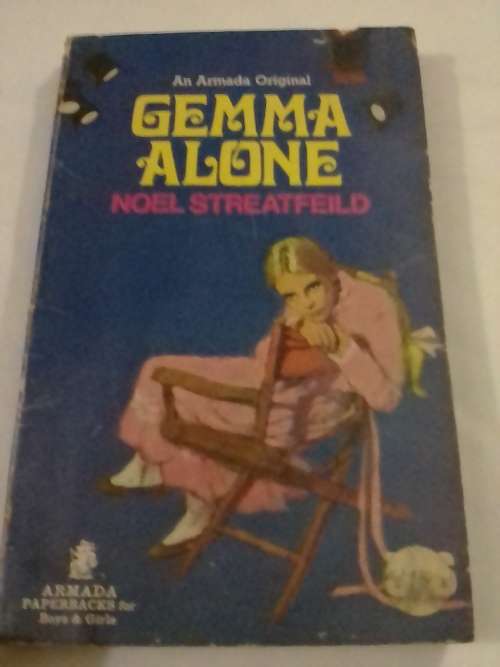 An Armada Original
GEMMA
ALONE
NOEL STREATFEILD
ARMADA
PAPERBACKS for
Boys & Girls